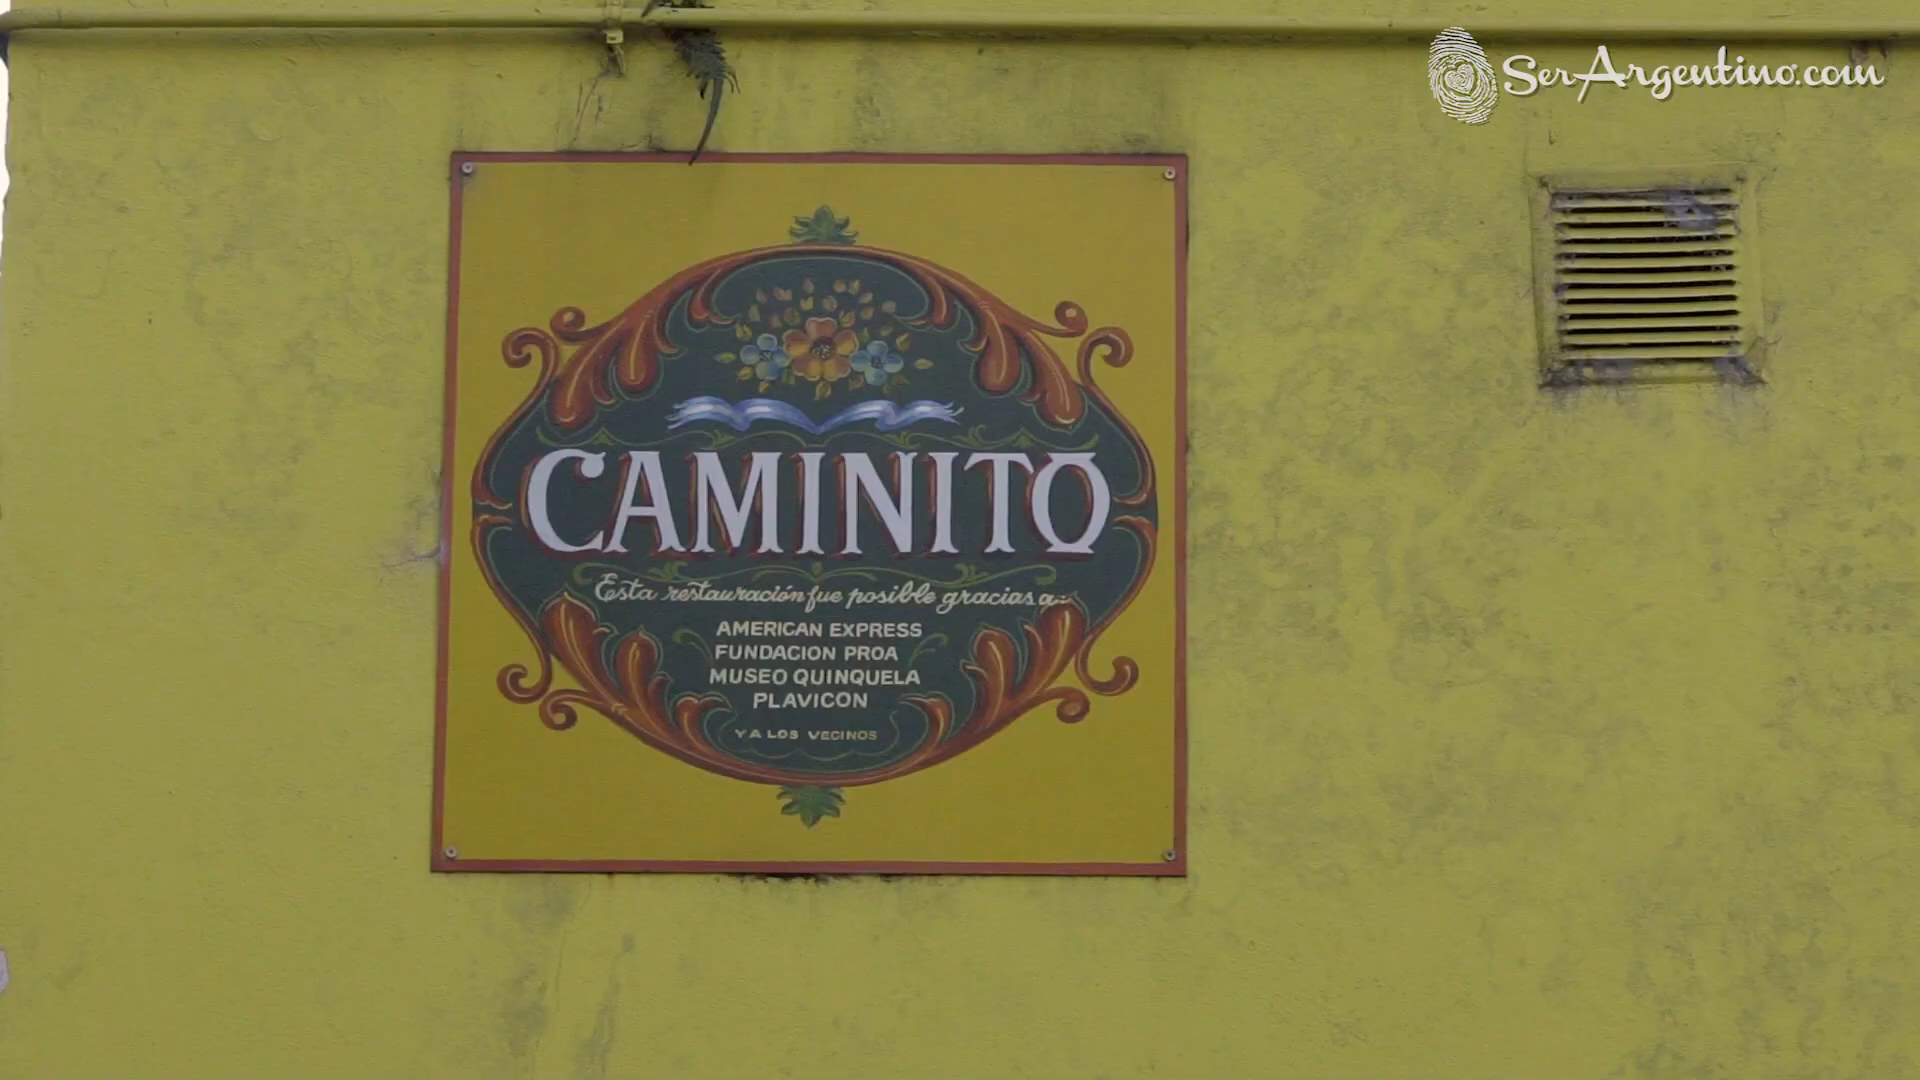 SerArgentino.com
CAMINITO
Esta restauración fue posible gracias a:
AMERICAN EXPRESS
FUNDACION PROA
MUSEO QUINQUELA
PLAVICON
Y A LOS VECINOS